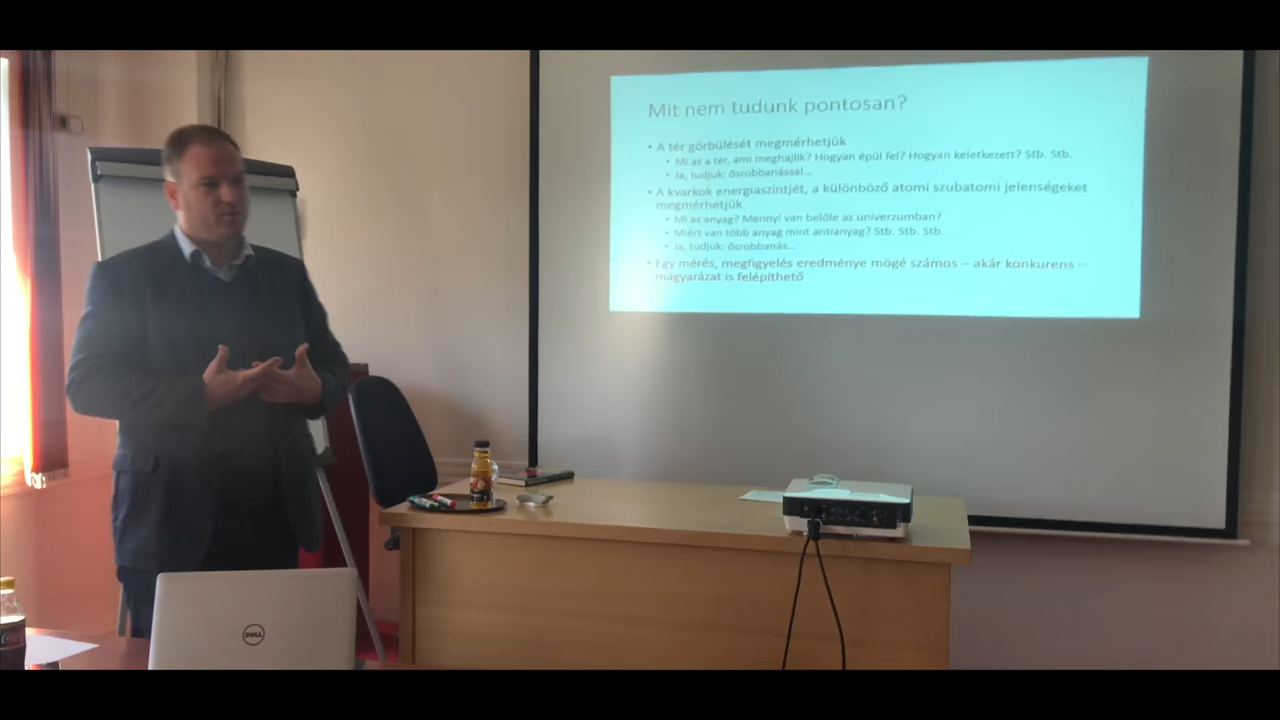 Mit nem tudunk pontosan?
• A tér görbülését megmérhetjük
• Mi az a tér, ami meghajlik? Hogyan épül fel? Hogyan keletkezett? Stb. Stb.
• Ja, tudjuk: ősrobbanással...
• A kvarkok energiaszintjét, a különböző atomi szubatomi jelenségeket
megmérhetjük
• Mi az anyag? Mennyi van belőle az univerzumban?
• Miért van több anyag mint antianyag? Stb. Stb. Stb.
• Ja, tudjuk: ősrobbanás...
• Egy mérés, megfigyelés eredménye mögé számos – akár konkurens –
magyarázat is felépíthető
DELL